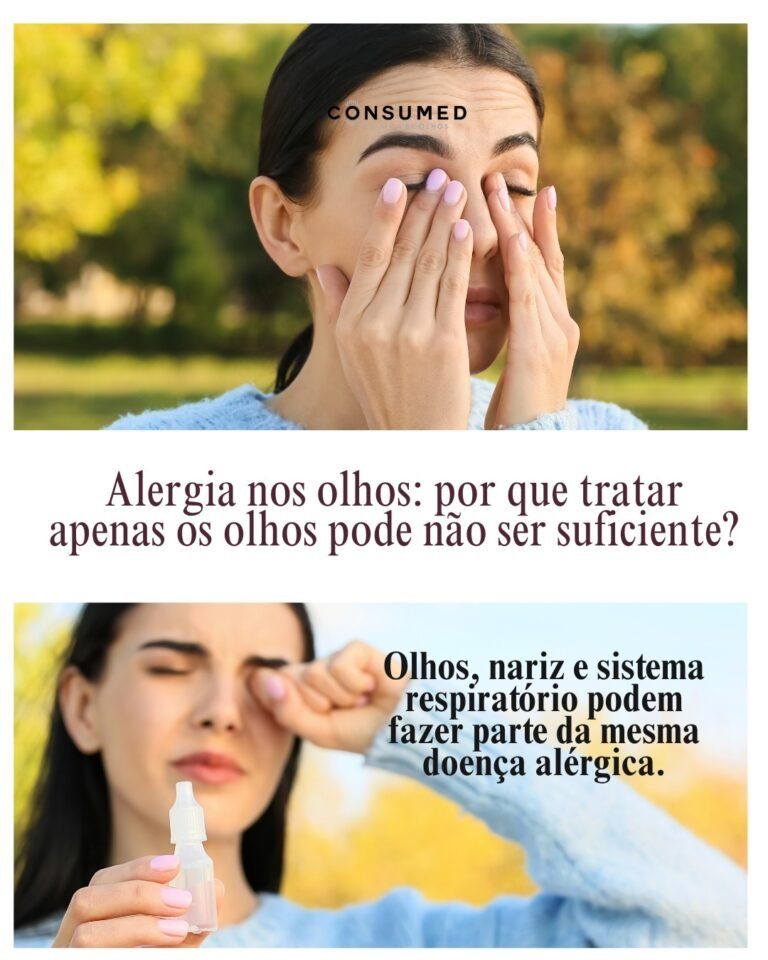 CONSUMED
Alergia nos olhos: por que tratar
apenas os olhos pode não ser suficiente?
Olhos, nariz e sistema
respiratório podem
fazer parte da mesma
doença alérgica.